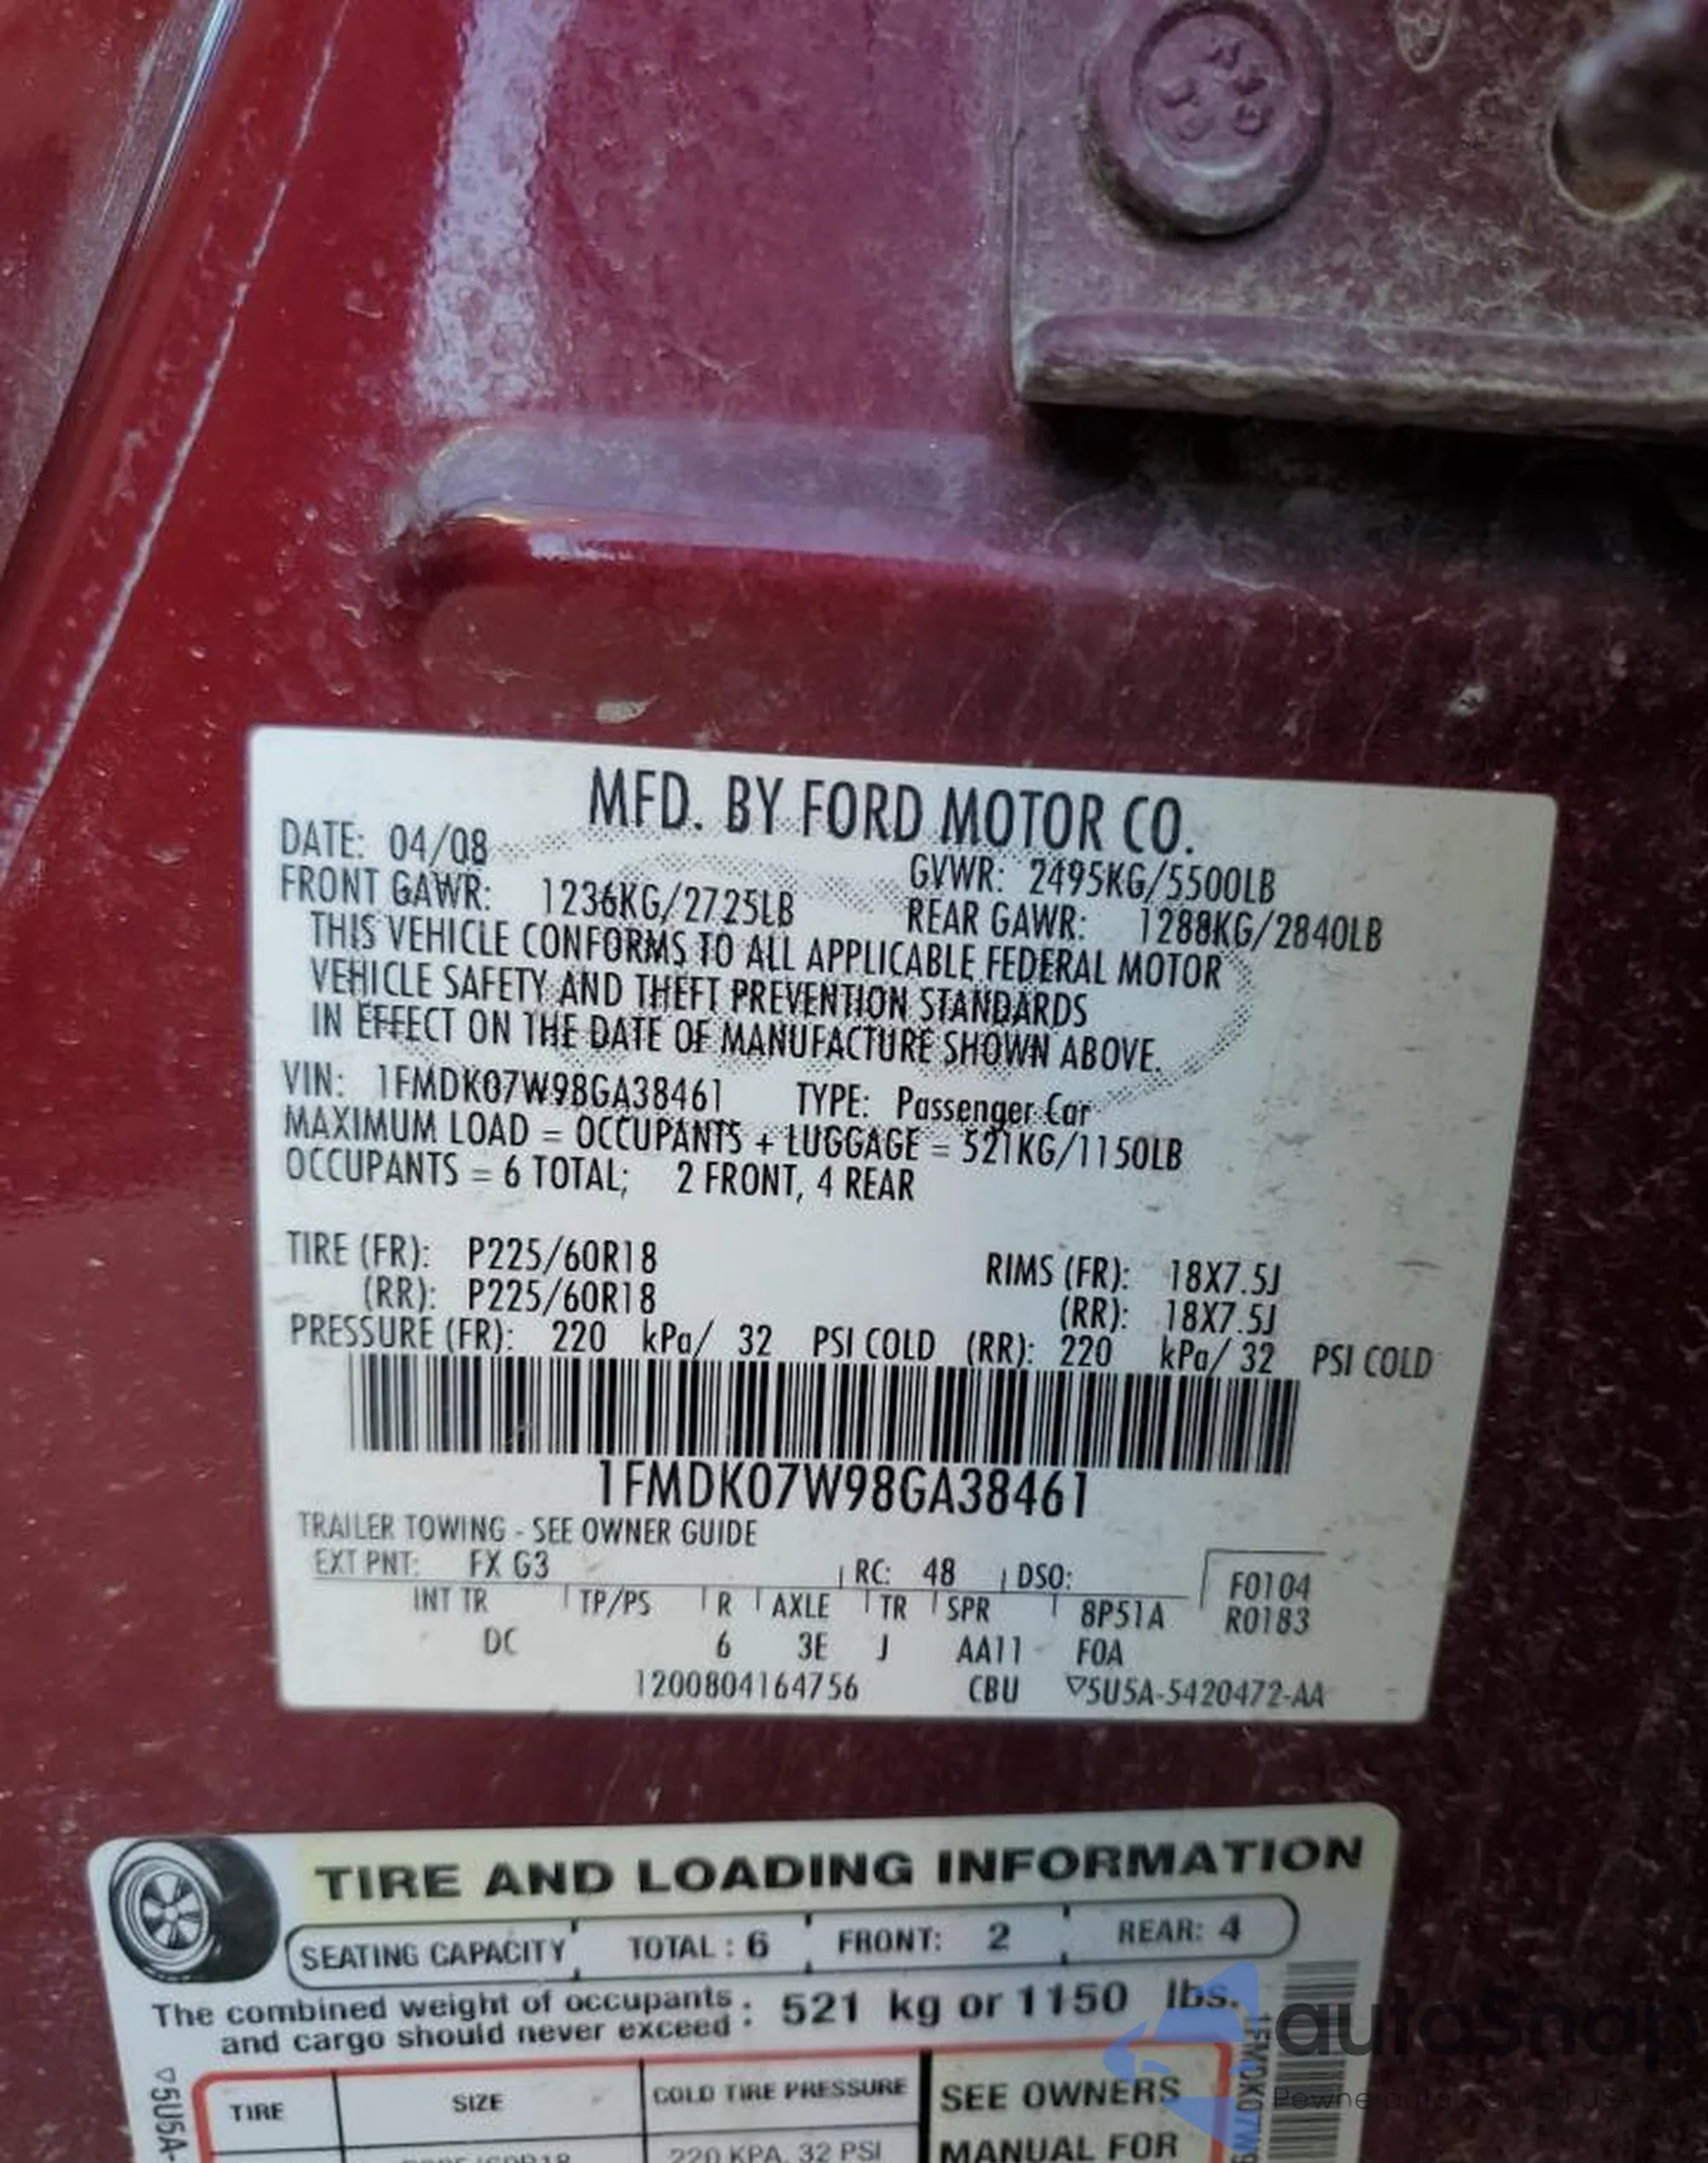 MFD. BY FORD MOTOR CO.
DATE: 04/08 GVWR: 2495KG/5500LB
FRONT GAWR: 1236KG/2725LB REAR GAWR: 1288KG/2840LB
THIS VEHICLE CONFORMS TO ALL APPLICABLE FEDERAL MOTOR
VEHICLE SAFETY AND THEFT PREVENTION STANDARDS
IN EFFECT ON THE DATE OF MANUFACTURE SHOWN ABOVE.
VIN: 1FMDK07W98GA38461 TYPE: Passenger Car
MAXIMUM LOAD = OCCUPANTS + LUGGAGE = 521KG/1150LB
OCCUPANTS = 6 TOTAL; 2 FRONT, 4 REAR
TIRE (FR): P225/60R18 RIMS (FR): 18X7.5J
(RR): P225/60R18 (RR): 18X7.5J
PRESSURE (FR): 220 kPa/ 32 PSI COLD (RR): 220 kPa/ 32 PSI COLD
1FMDK07W98GA38461
TRAILER TOWING - SEE OWNER GUIDE
EXT PNT: FX G3 RC: 48 DSO: F0104
INT TR TP/PS R AXLE TR SPR 8P51A R0183
DC 6 3E J AA11 F0A
1200804164756 CBU ▽5U5A-5420472-AA
TIRE AND LOADING INFORMATION
SEATING CAPACITY TOTAL : 6 FRONT: 2 REAR: 4
The combined weight of occupants
and cargo should never exceed : 521 kg or 1150 lbs.
TIRE SIZE COLD TIRE PRESSURE SEE OWNERS
220 KPA, 32 PSI MANUAL FOR
▽5U5A-
1FMDK07W9
autoSnap